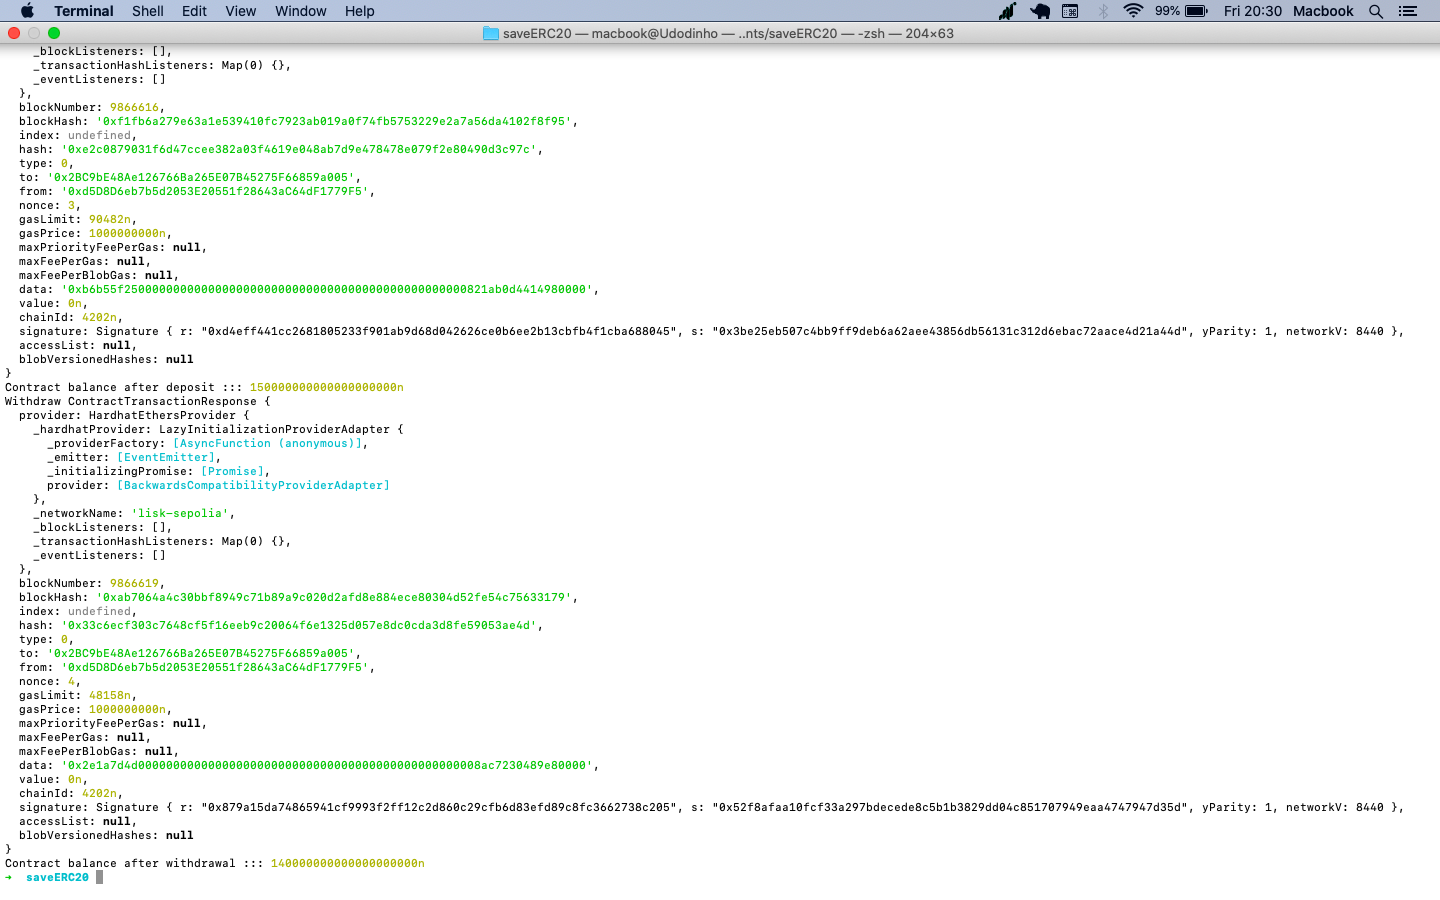 Terminal Shell Edit View Window Help 99% Fri 20:30 Macbook
saveERC20 — macbook@Udodinho — ..nts/saveERC20 — -zsh — 204×63
_blockListeners: [],
_transactionHashListeners: Map(0) {},
_eventListeners: []
},
blockNumber: 9866616,
blockHash: '0xf1fb6a279e63a1e539410fc7923ab019a0f74fb5753229e2a7a56da4102f8f95',
index: undefined,
hash: '0xe2c0879031f6d47ccee382a03f4619e048ab7d9e478478e079f2e80490d3c97c',
type: 0,
to: '0x2BC9bE48Ae126766Ba265E07B45275F66859a005',
from: '0xd5D8D6eb7b5d2053E20551f28643aC64dF1779F5',
nonce: 3,
gasLimit: 90482n,
gasPrice: 1000000000n,
maxPriorityFeePerGas: null,
maxFeePerGas: null,
maxFeePerBlobGas: null,
data: '0xb6b55f25000000000000000000000000000000000000000000000000821ab0d4414980000',
value: 0n,
chainId: 4202n,
signature: Signature { r: "0xd4eff441cc2681805233f901ab9d68d042626ce0b6ee2b13cbfb4f1cba688045", s: "0x3be25eb507c4bb9ff9deb6a62aee43856db56131c312d6ebac72aace4d21a44d", yParity: 1, networkV: 8440 },
accessList: null,
blobVersionedHashes: null
}
Contract balance after deposit ::: 150000000000000000000n
Withdraw ContractTransactionResponse {
provider: HardhatEthersProvider {
_hardhatProvider: LazyInitializationProviderAdapter {
_providerFactory: [AsyncFunction (anonymous)],
_emitter: [EventEmitter],
_initializingPromise: [Promise],
provider: [BackwardsCompatibilityProviderAdapter]
},
_networkName: 'lisk-sepolia',
_blockListeners: [],
_transactionHashListeners: Map(0) {},
_eventListeners: []
},
blockNumber: 9866619,
blockHash: '0xab7064a4c30bbf8949c71b89a9c020d2afd8e884ece80304d52fe54c75633179',
index: undefined,
hash: '0x33c6ecf303c7648cf5f16eeb9c20064f6e1325d057e8dc0cda3d8fe59053ae4d',
type: 0,
to: '0x2BC9bE48Ae126766Ba265E07B45275F66859a005',
from: '0xd5D8D6eb7b5d2053E20551f28643aC64dF1779F5',
nonce: 4,
gasLimit: 48158n,
gasPrice: 1000000000n,
maxPriorityFeePerGas: null,
maxFeePerGas: null,
maxFeePerBlobGas: null,
data: '0x2e1a7d4d0000000000000000000000000000000000000000000000008ac7230489e80000',
value: 0n,
chainId: 4202n,
signature: Signature { r: "0x879a15da74865941cf9993f2ff12c2d860c29cfb6d83efd89c8fc3662738c205", s: "0x52f8afaa10fcf33a297bdecede8c5b1b3829dd04c851707949eaa4747947d35d", yParity: 1, networkV: 8440 },
accessList: null,
blobVersionedHashes: null
}
Contract balance after withdrawal ::: 140000000000000000000n
→ saveERC20